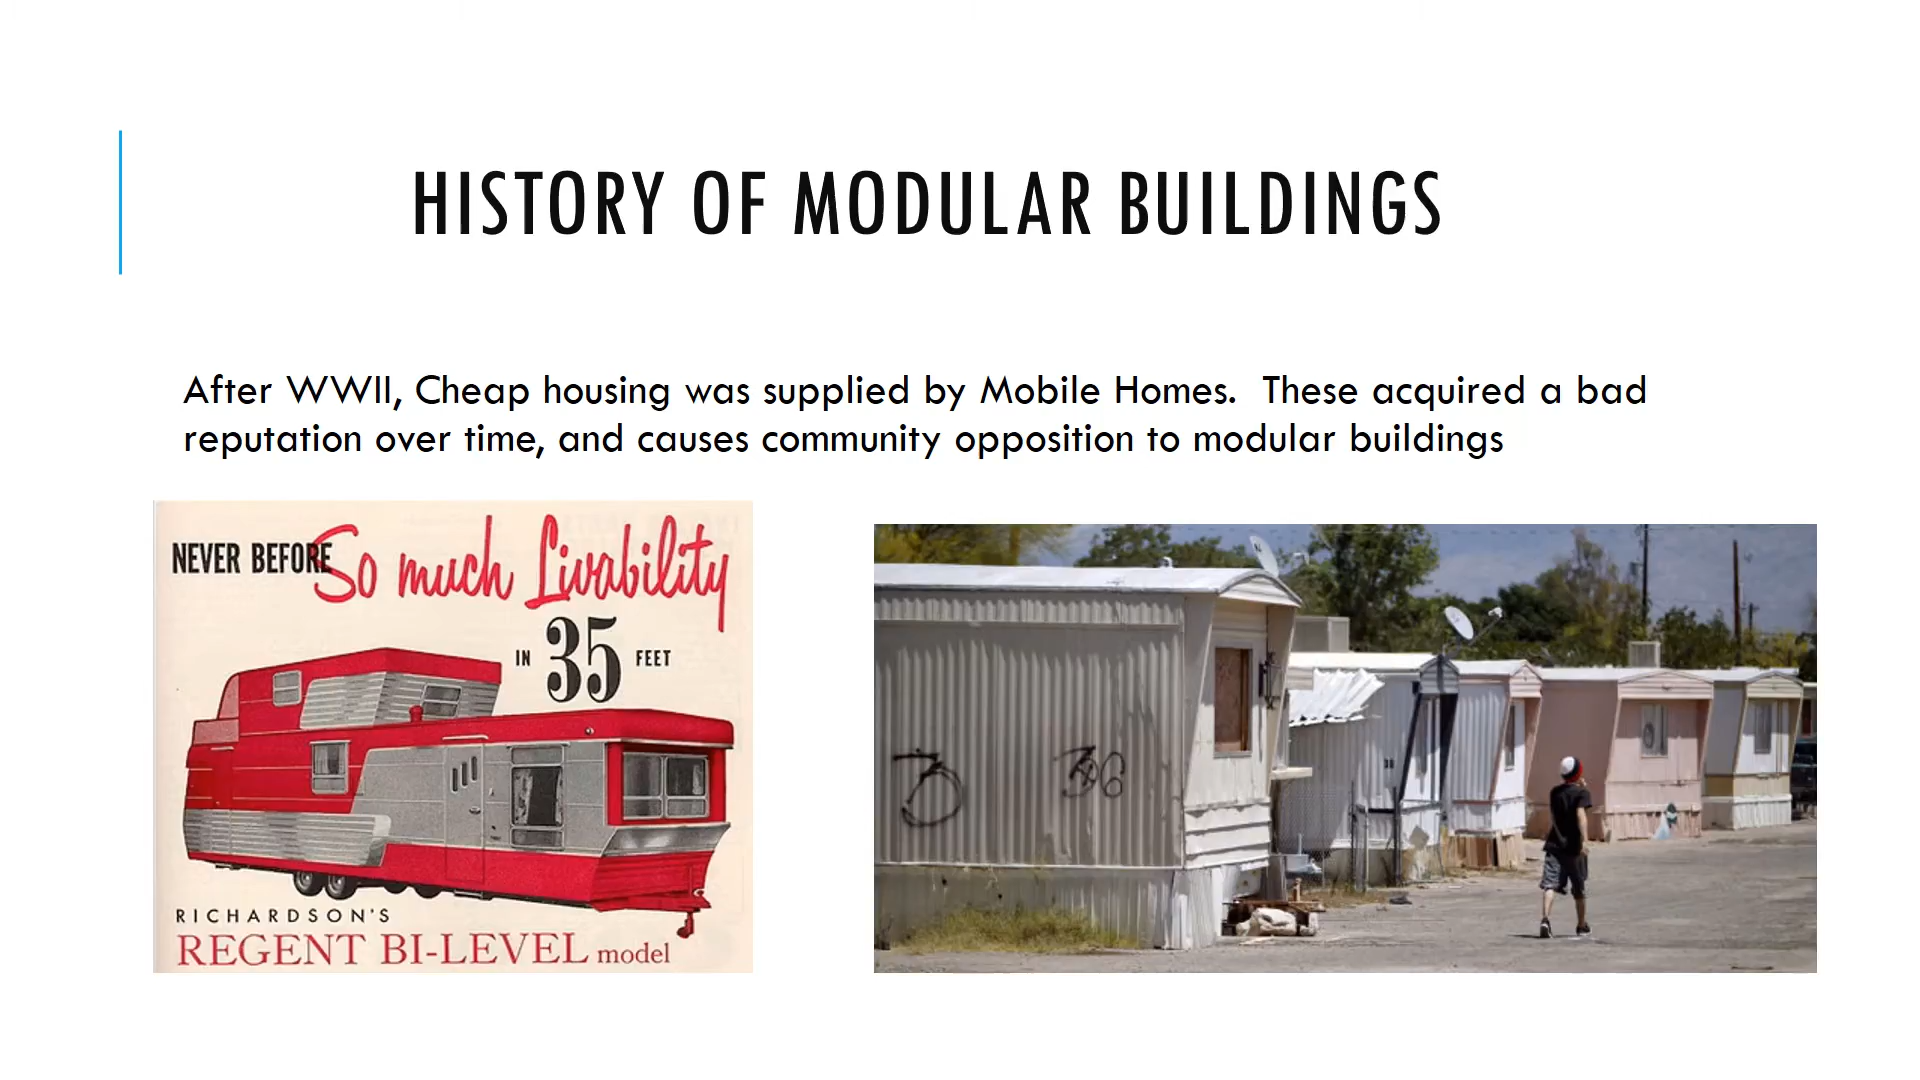 HISTORY OF MODULAR BUILDINGS
After WWII, Cheap housing was supplied by Mobile Homes.  These acquired a bad
reputation over time, and causes community opposition to modular buildings
NEVER BEFORE So much Livability
IN 35 FEET
RICHARDSON'S
REGENT BI-LEVEL model